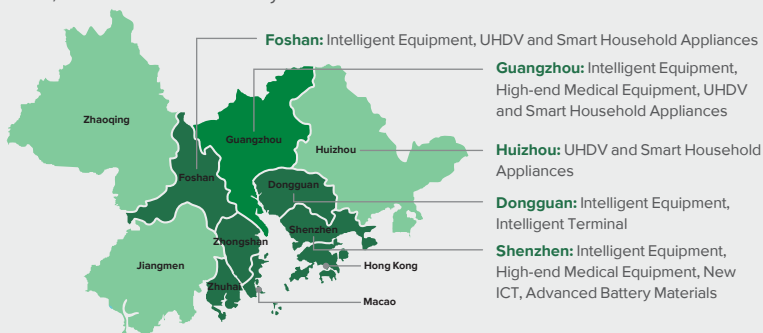 Foshan: Intelligent Equipment, UHDV and Smart Household Appliances
Guangzhou: Intelligent Equipment,
High-end Medical Equipment, UHDV
and Smart Household Appliances
Zhaoqing
Guangzhou
Huizhou
Huizhou: UHDV and Smart Household
Appliances
Foshan
Dongguan
Dongguan: Intelligent Equipment,
Intelligent Terminal
Zhongshan
Shenzhen
Shenzhen: Intelligent Equipment,
High-end Medical Equipment, New
ICT, Advanced Battery Materials
Jiangmen
Hong Kong
Zhuhai
Macao